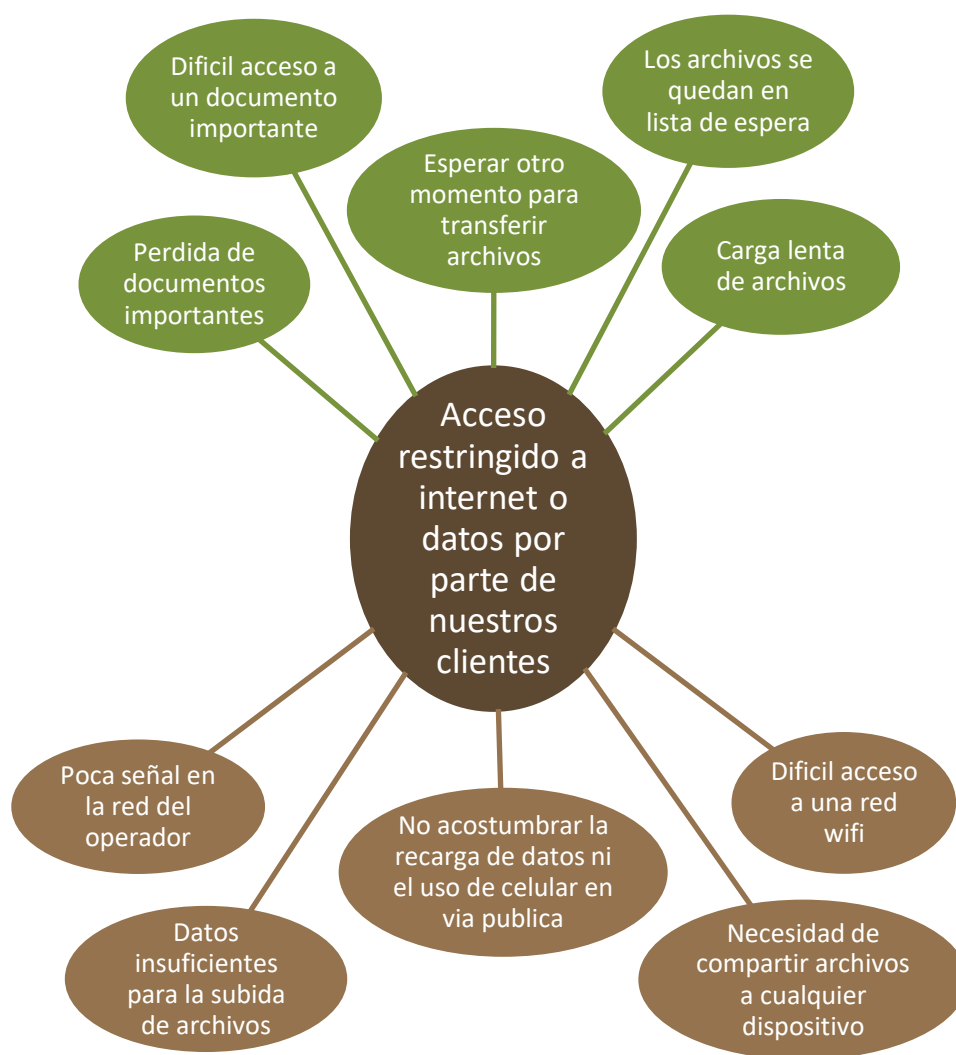 Dificil acceso a
un documento
importante
Los archivos se
quedan en
lista de espera
Esperar otro
momento para
transferir
archivos
Perdida de
documentos
importantes
Carga lenta
de archivos
Acceso
restringido a
internet o
datos por
parte de
nuestros
clientes
Poca señal en
la red del
operador
Dificil acceso
a una red
wifi
No acostumbrar la
recarga de datos ni
el uso de celular en
via publica
Datos
insuficientes
para la subida
de archivos
Necesidad de
compartir archivos
a cualquier
dispositivo